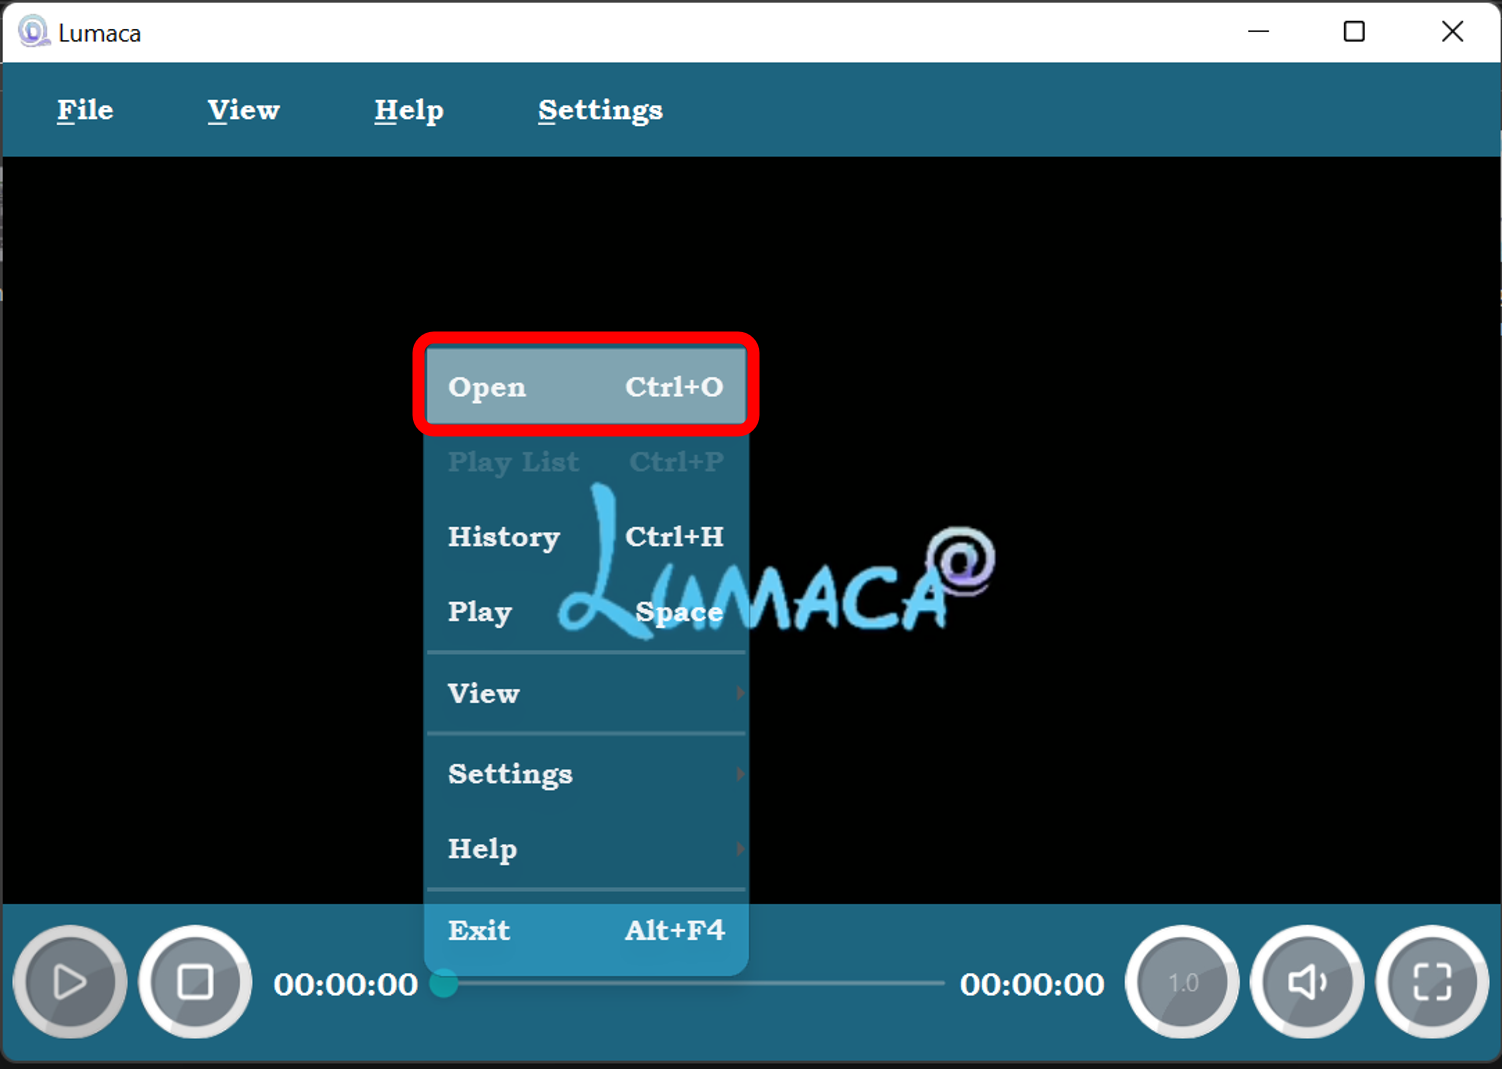 Lumaca
File View Help Settings
Open Ctrl+O
Play List Ctrl+P
History Ctrl+H
Play Space
LUMACA
View
Settings
Help
Exit Alt+F4
00:00:00 00:00:00 1.0